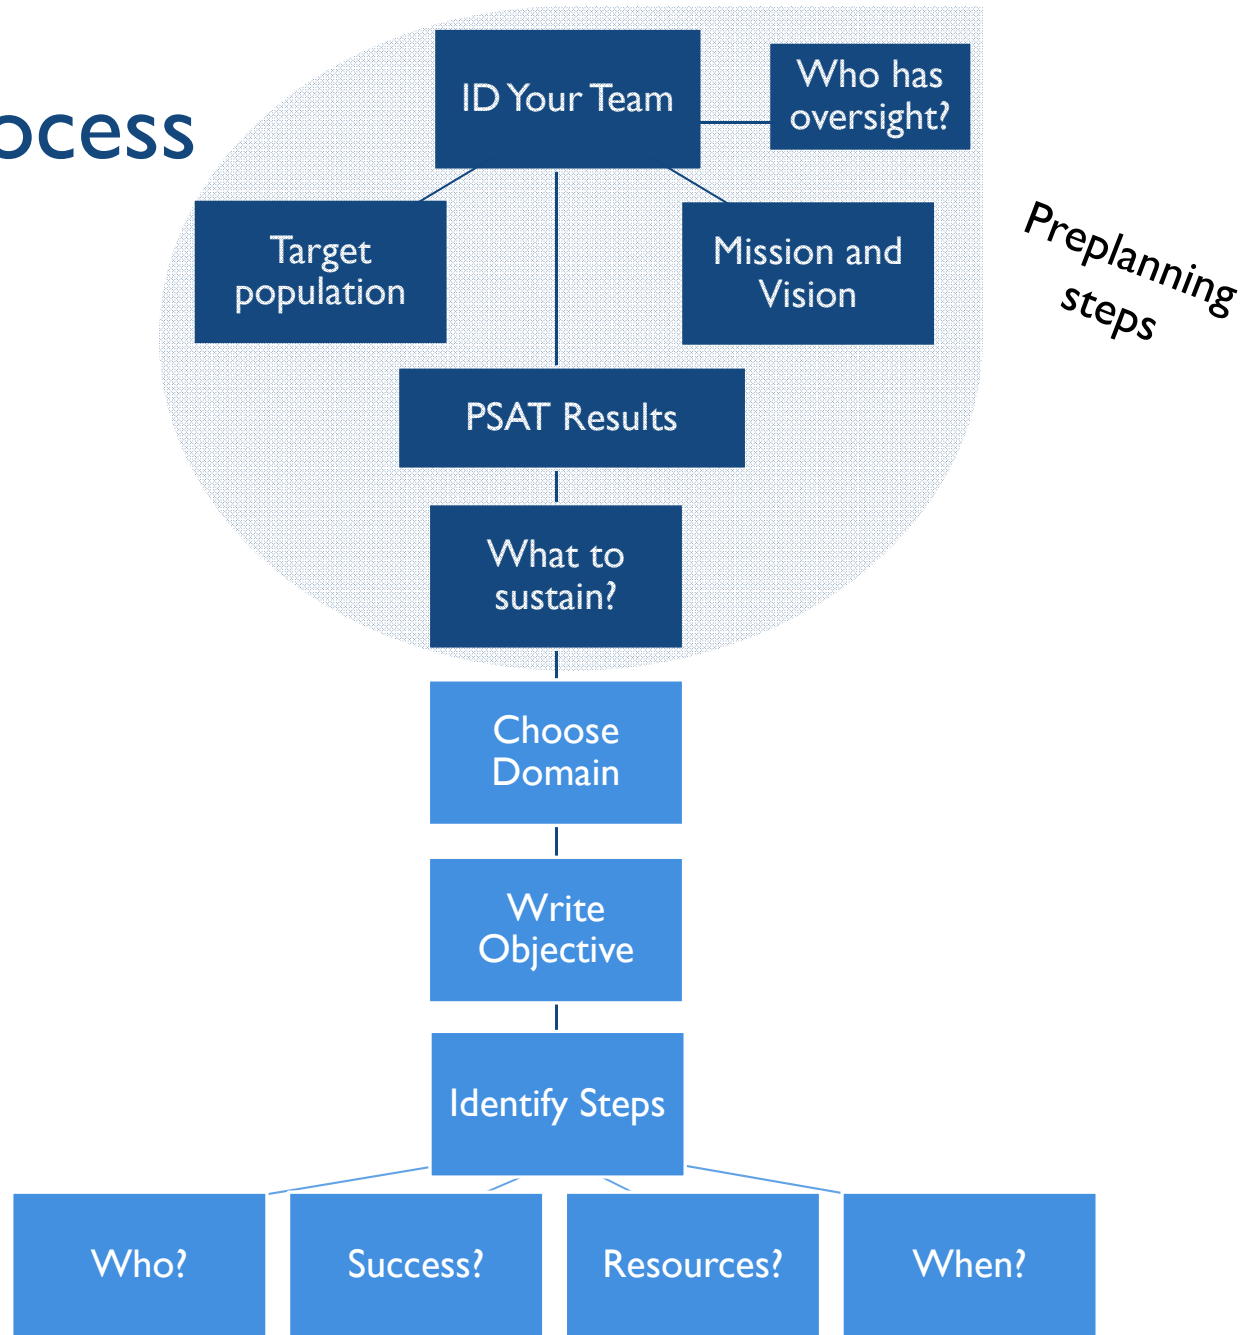 ocess
ID Your Team
Who has
oversight?
Target
population
Mission and
Vision
Preplanning
steps
PSAT Results
What to
sustain?
Choose
Domain
Write
Objective
Identify Steps
Who?
Success?
Resources?
When?